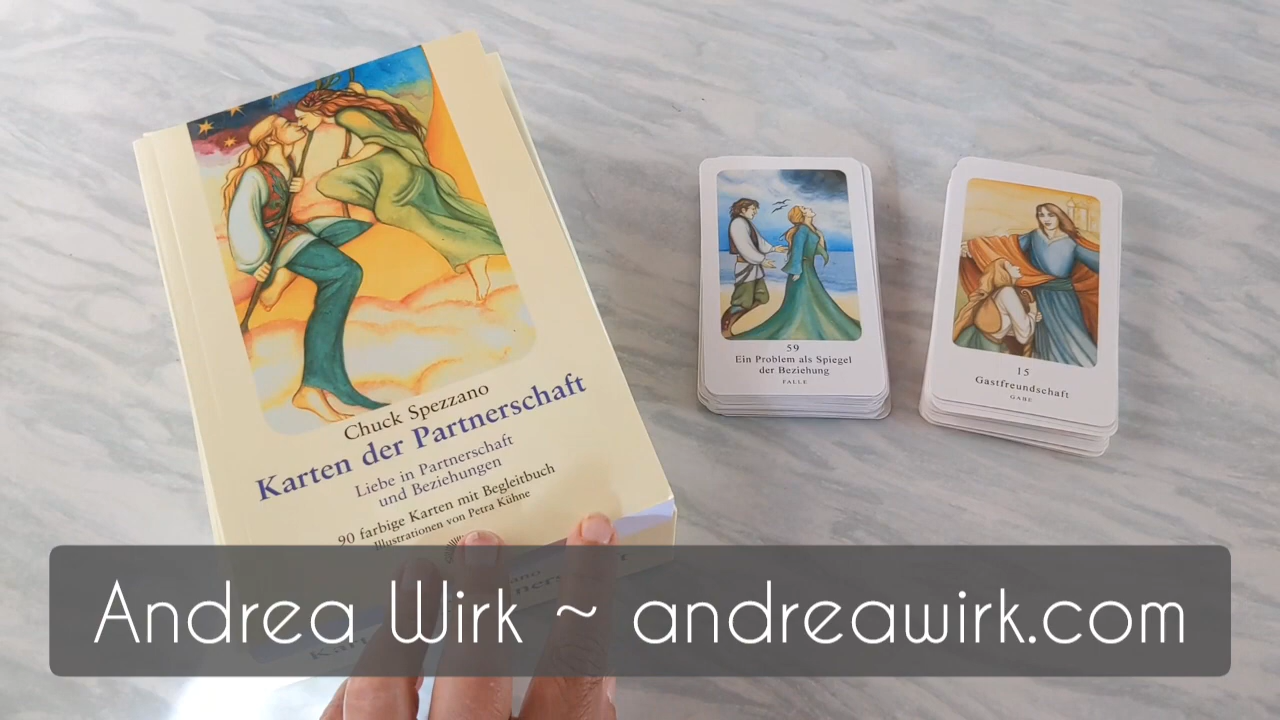 Chuck Spezzano
Karten der Partnerschaft
Liebe in Partnerschaft
und Beziehungen
90 farbige Karten mit Begleitbuch
Illustrationen von Petra Kühne
59
Ein Problem als Spiegel
der Beziehung
FALLE
15
Gastfreundschaft
GABE
Andrea Wirk ~ andreawirk.com